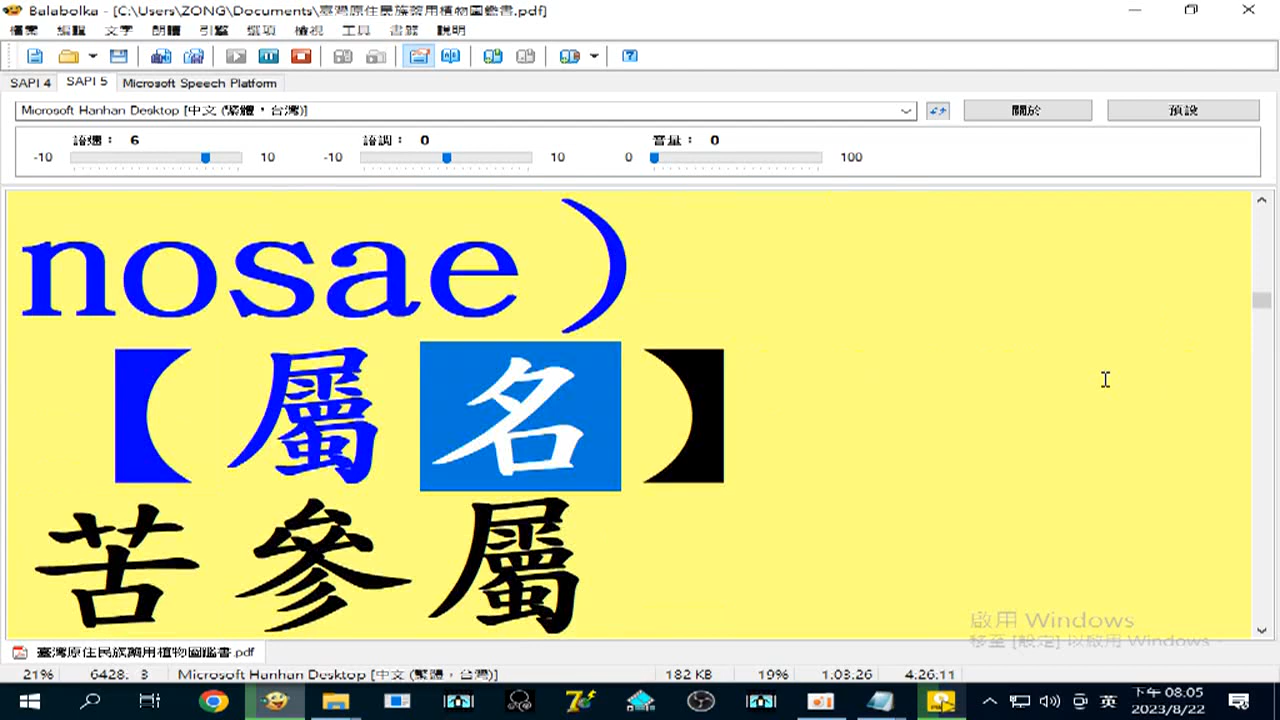 Balabolka - [C:\Users\ZONG\Documents\臺灣原住民族藥用植物圖鑑書.pdf]
檔案 編輯 文字 朗讀 引擎 選項 檢視 工具 書籤 說明
SAPI 4 SAPI 5 Microsoft Speech Platform
Microsoft Hanhan Desktop [中文 (繁體，台灣)] 關於 預設
語速： 6 語調： 0 音量： 0
-10 10 -10 10 0 100
nosae）
【屬名】
苦參屬
啟用 Windows
移至 [設定] 以啟用 Windows。
臺灣原住民族藥用植物圖鑑書.pdf
21% 6428: 3 Microsoft Hanhan Desktop [中文 (繁體，台灣)] 182 KB 19% 1.03.26 4.26.11
英 下午 08:05
2023/8/22